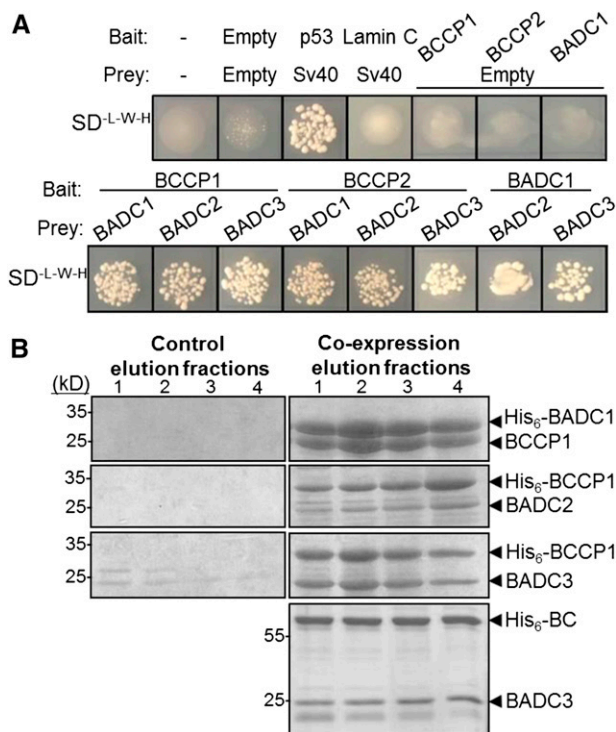 A
Bait: - Empty p53 Lamin C BCCP1 BCCP2 BADC1
Prey: - Empty Sv40 Sv40 Empty
SD-L-W-H
Bait: BCCP1 BCCP2 BADC1
Prey: BADC1 BADC2 BADC3 BADC1 BADC2 BADC3 BADC2 BADC3
SD-L-W-H
B
Control Co-expression
elution fractions elution fractions
(kD) 1 2 3 4 1 2 3 4
35
His6-BADC1
25
BCCP1
35
His6-BCCP1
25
BADC2
35
His6-BCCP1
25
BADC3
His6-BC
55
25
BADC3